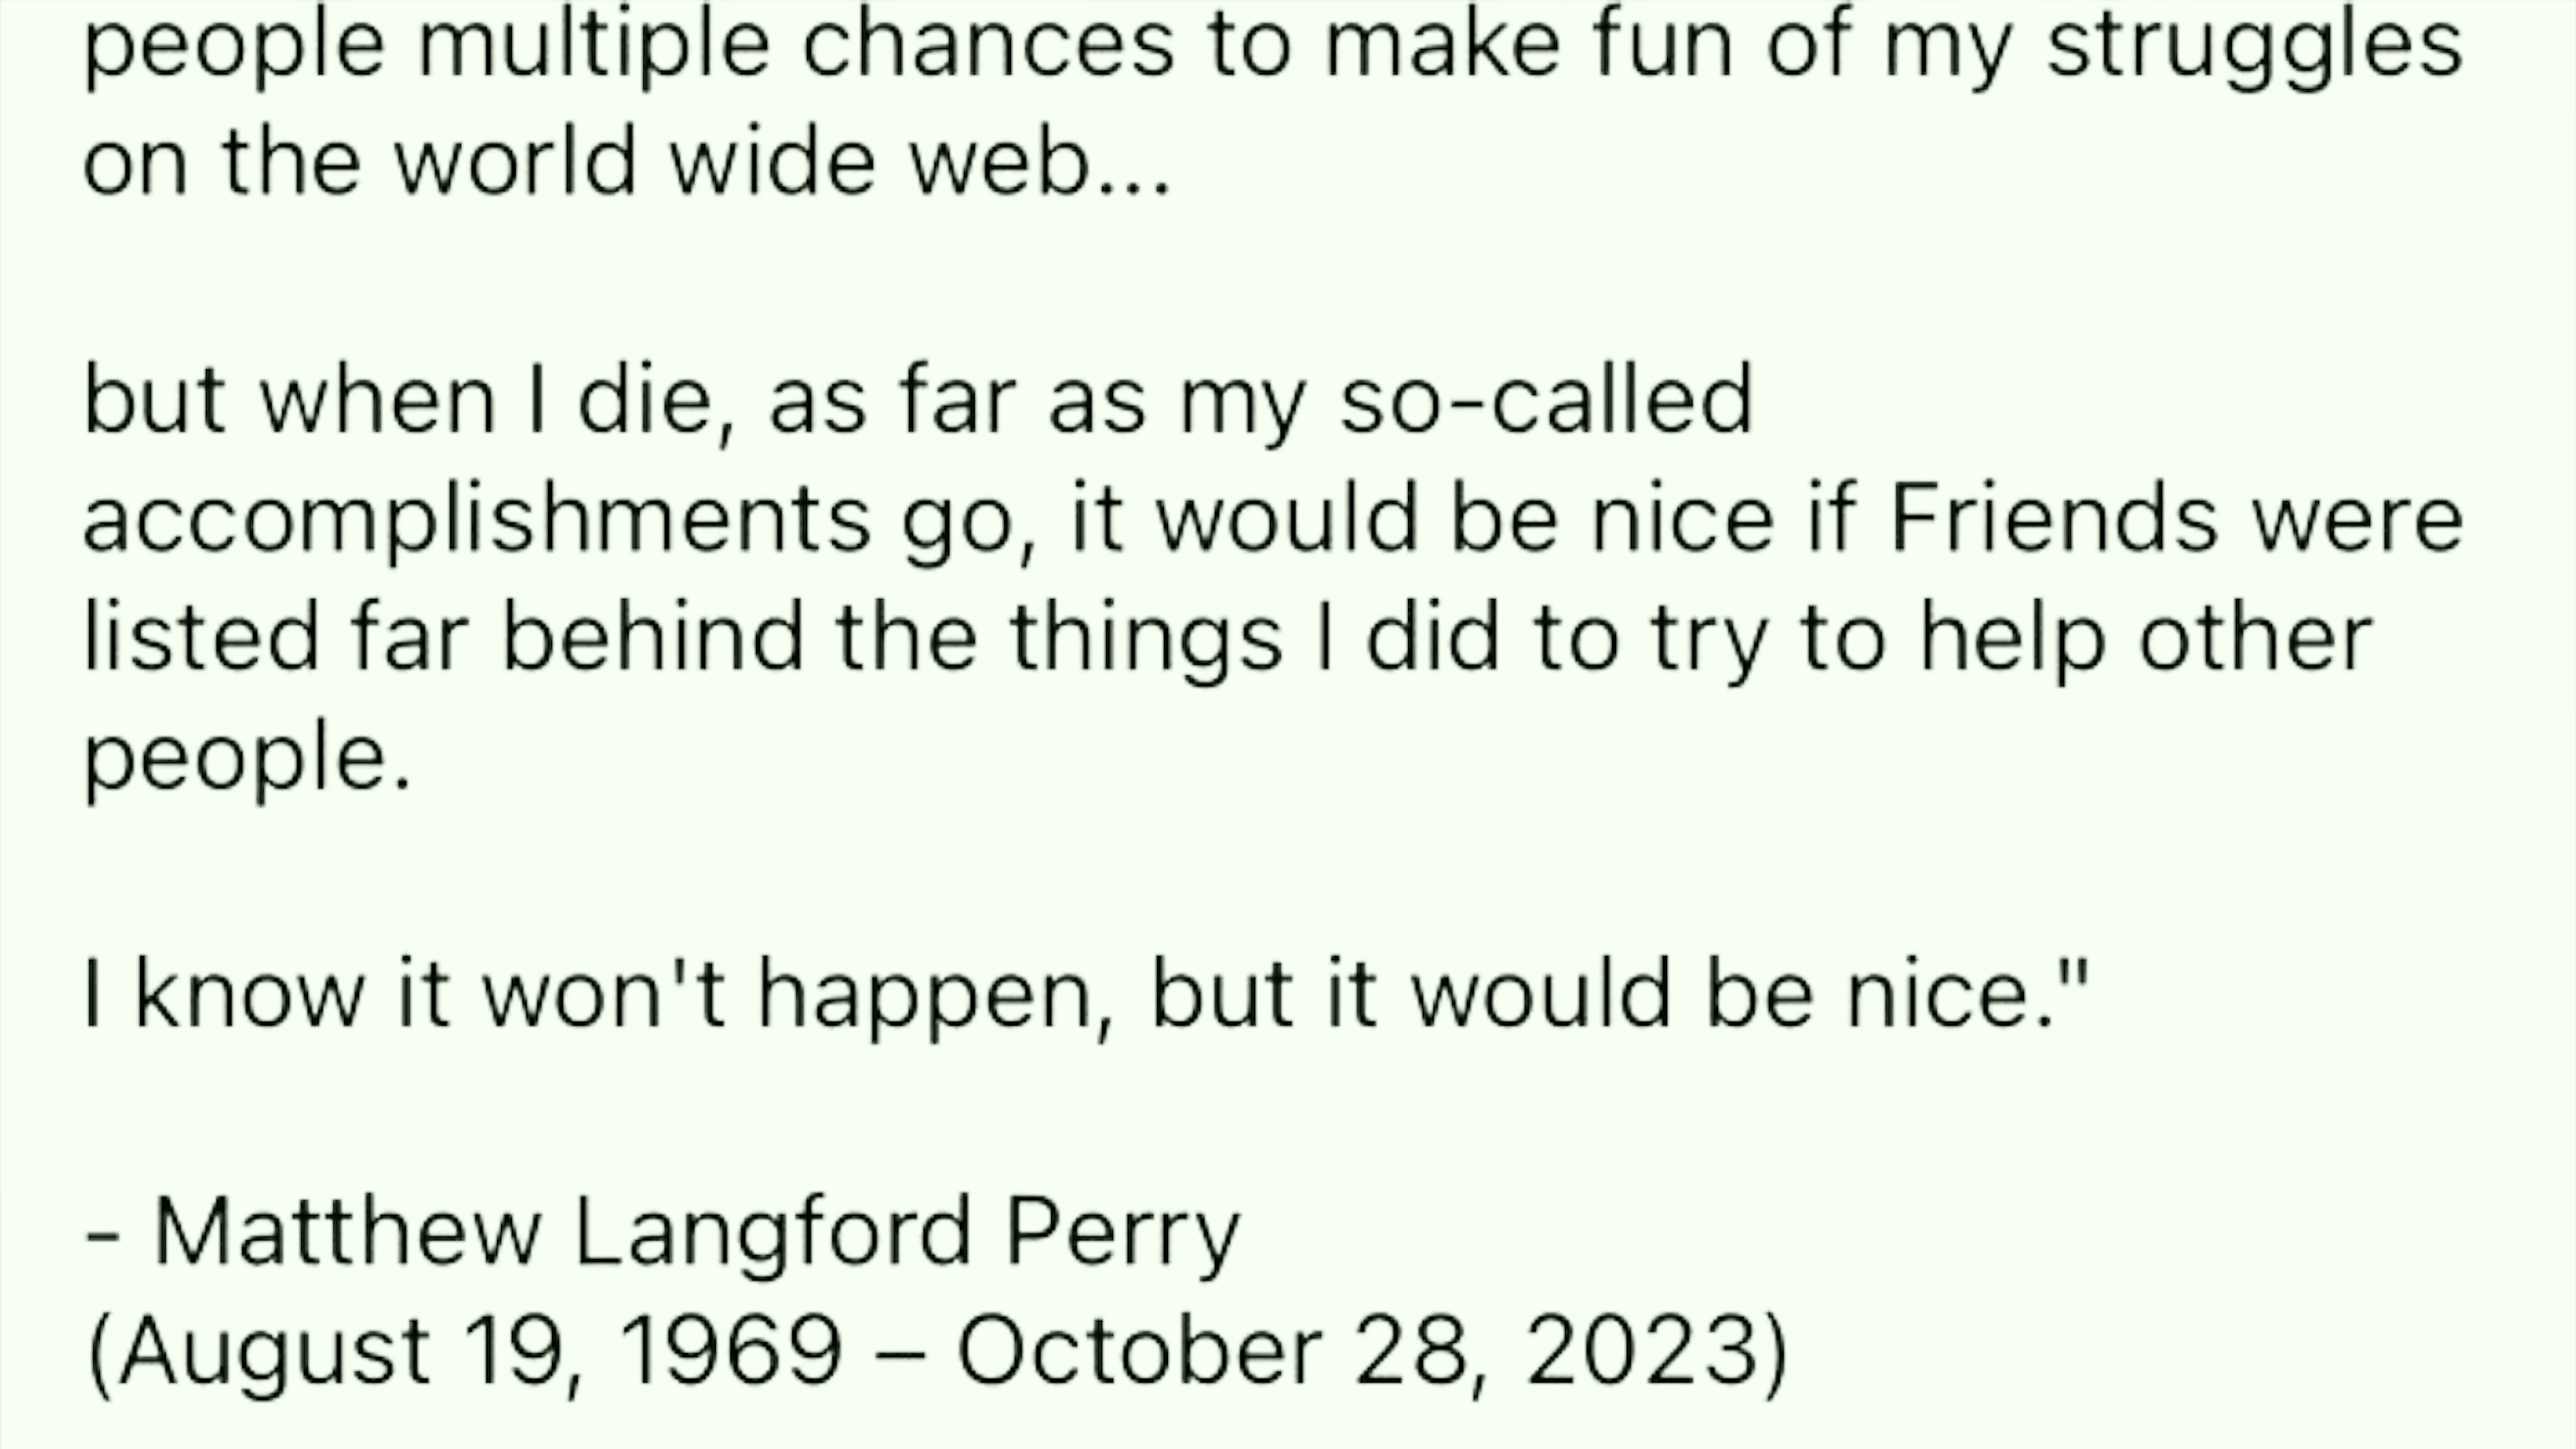 people multiple chances to make fun of my struggles
on the world wide web...
but when I die, as far as my so-called
accomplishments go, it would be nice if Friends were
listed far behind the things I did to try to help other
people.
I know it won't happen, but it would be nice."
- Matthew Langford Perry
(August 19, 1969 – October 28, 2023)